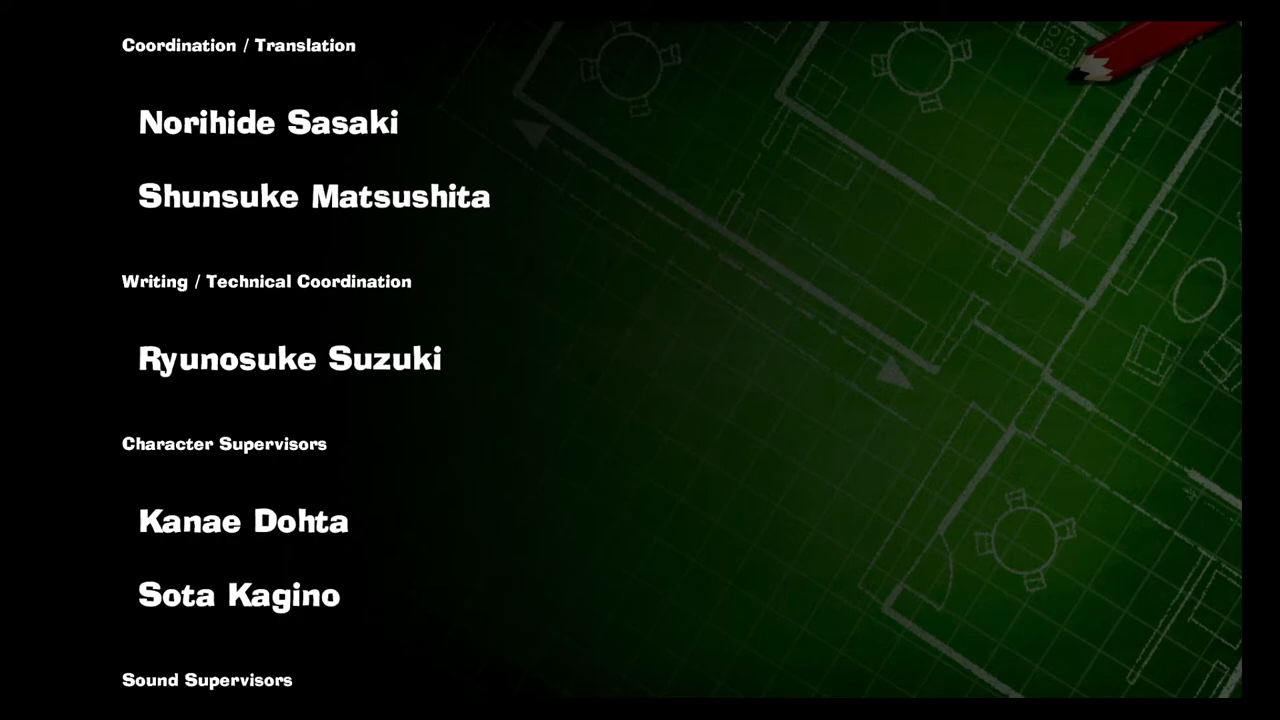 Coordination / Translation
Norihide Sasaki
Shunsuke Matsushita
Writing / Technical Coordination
Ryunosuke Suzuki
Character Supervisors
Kanae Dohta
Sota Kagino
Sound Supervisors